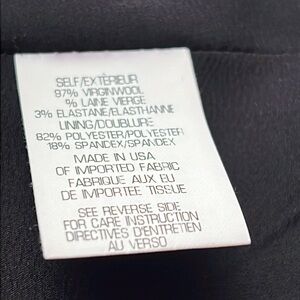 SELF/EXTÉRIEUR
97% VIRGINWOOL
% LAINE VIERGE
3% ELASTANE/ELASTHANNE
LINING/DOUBLURE
82% POLYESTER/POLYESTER
18% SPANDEX/SPANDEX
MADE IN USA
OF IMPORTED FABRIC
FABRIQUE AUX EU
DE IMPORTEE TISSUE
SEE REVERSE SIDE
FOR CARE INSTRUCTION
DIRECTIVES D'ENTRETIEN
AU VERSO